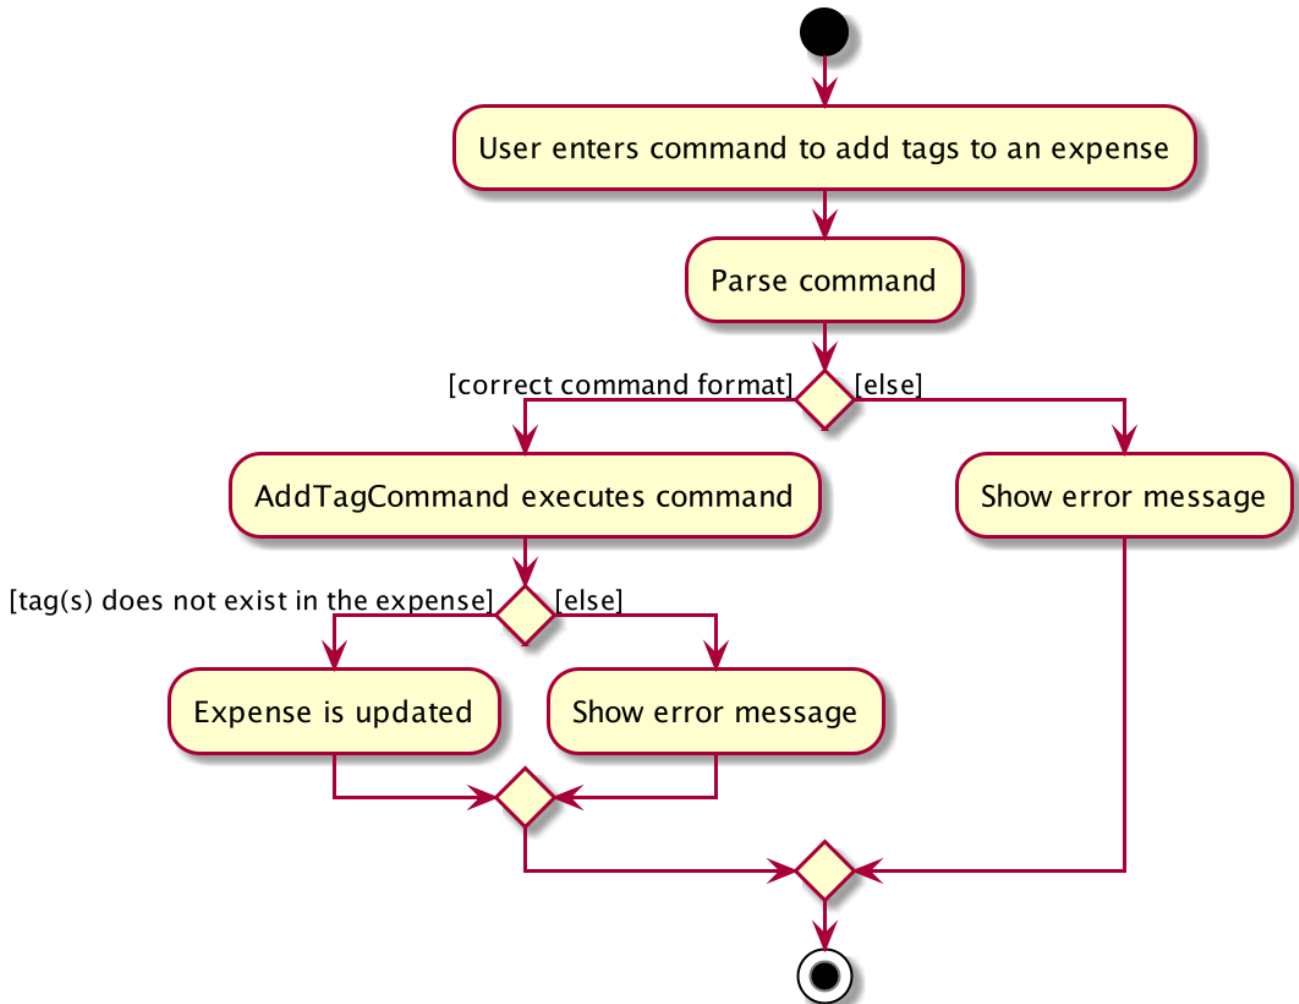 User enters command to add tags to an expense
Parse command
[correct command format]
[else]
AddTagCommand executes command
Show error message
[tag(s) does not exist in the expense]
[else]
Expense is updated
Show error message